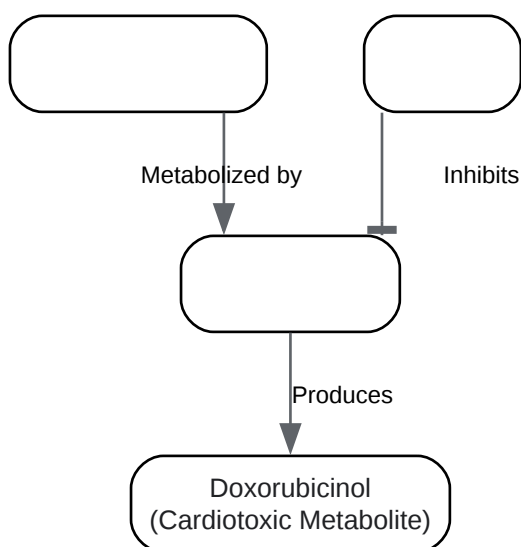 Metabolized by
Inhibits
Produces
Doxorubicinol
(Cardiotoxic Metabolite)